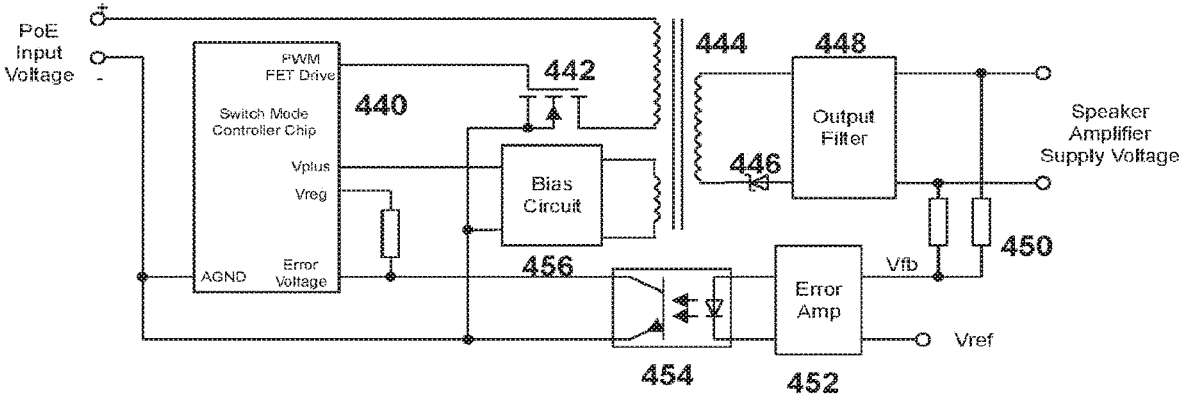 PoE
Input
Voltage
+
-
PWM
FET Drive
Switch Mode
Controller Chip
Vplus
Vreg
Error
Voltage
AGND
440
442
444
446
448
Bias
Circuit
Output
Filter
Speaker
Amplifier
Supply Voltage
450
456
Vfb
Error
Amp
Vref
454
452